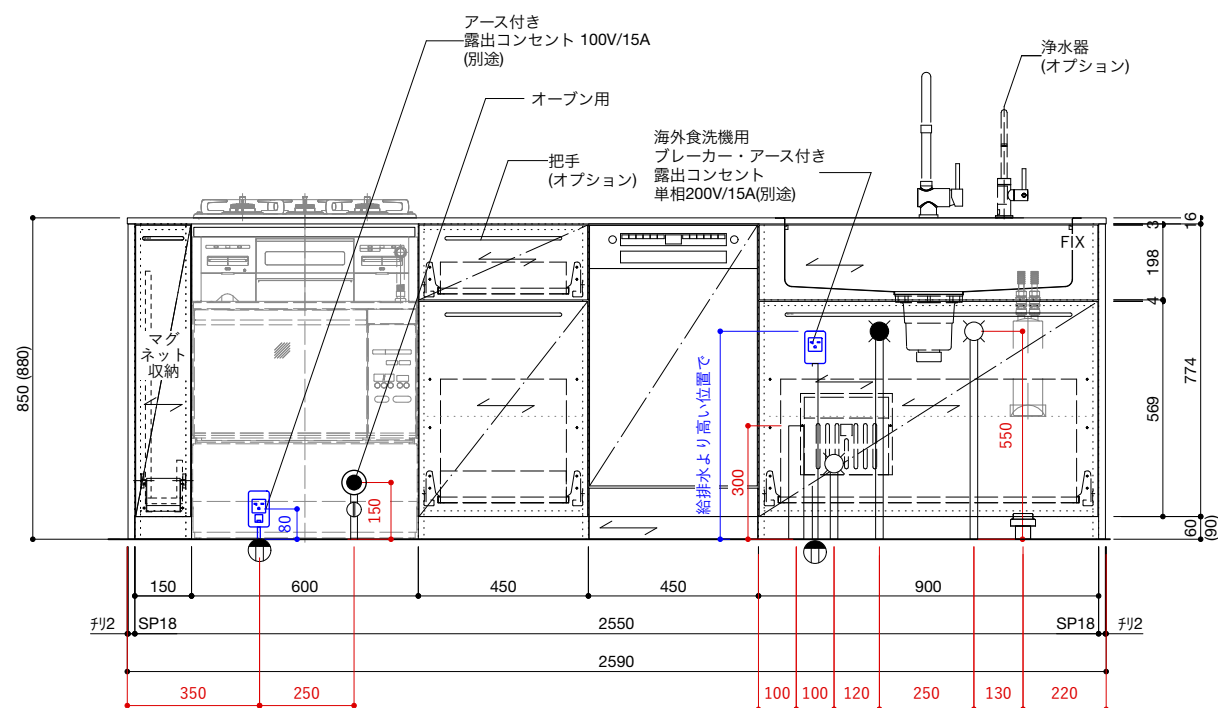 アース付き
露出コンセント 100V/15A
(別途)
オーブン用
把手
(オプション)
海外食洗機用
ブレーカー・アース付き
露出コンセント
単相200V/15A(別途)
浄水器
(オプション)
FIX
マグ
ネット
収納
給排水より高い位置で
850 (880)
16
3
198
4
774
569
60
(90)
80
150
300
550
150
600
450
450
900
ﾁﾘ2
SP18
2550
SP18
ﾁﾘ2
2590
350
250
100
100
120
250
130
220